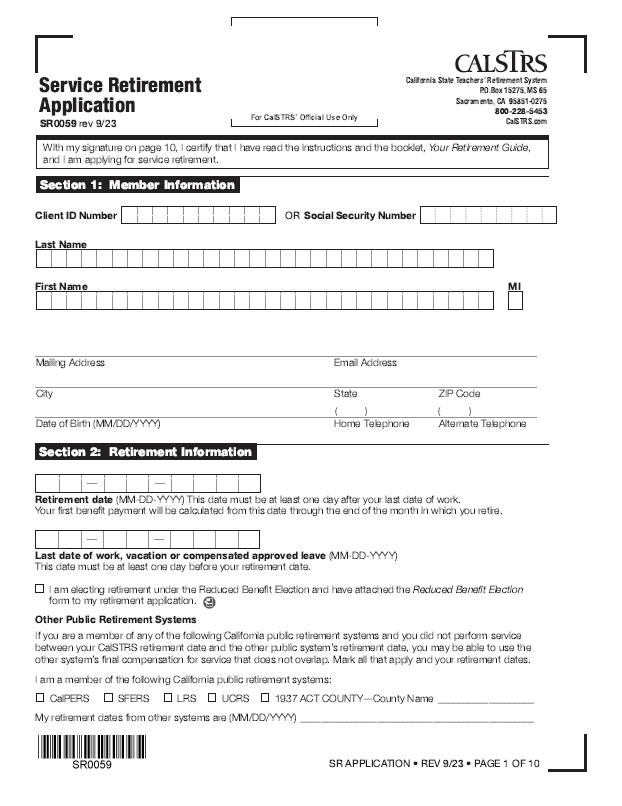 Service Retirement
Application
SR0059 rev 9/23
For CalSTRS' Official Use Only
CALSTRS
California State Teachers' Retirement System
P.O. Box 15275, MS 65
Sacramento, CA 95851-0275
800-228-5453
CalSTRS.com
With my signature on page 10, I certify that I have read the instructions and the booklet, Your Retirement Guide,
and I am applying for service retirement.
Section 1: Member Information
Client ID Number OR Social Security Number
Last Name
First Name MI
Mailing Address Email Address
City State ZIP Code
( ) ( )
Date of Birth (MM/DD/YYYY) Home Telephone Alternate Telephone
Section 2: Retirement Information
— —
Retirement date (MM-DD-YYYY) This date must be at least one day after your last date of work.
Your first benefit payment will be calculated from this date through the end of the month in which you retire.
— —
Last date of work, vacation or compensated approved leave (MM-DD-YYYY)
This date must be at least one day before your retirement date.
I am electing retirement under the Reduced Benefit Election and have attached the Reduced Benefit Election
form to my retirement application.
Other Public Retirement Systems
If you are a member of any of the following California public retirement systems and you did not perform service
between your CalSTRS retirement date and the other public system's retirement date, you may be able to use the
other system's final compensation for service that does not overlap. Mark all that apply and your retirement dates.
I am a member of the following California public retirement systems:
CalPERS SFERS LRS UCRS 1937 ACT COUNTY—County Name ____________________
My retirement dates from other systems are (MM/DD/YYYY) ____________________
SR0059
SR APPLICATION • REV 9/23 • PAGE 1 OF 10